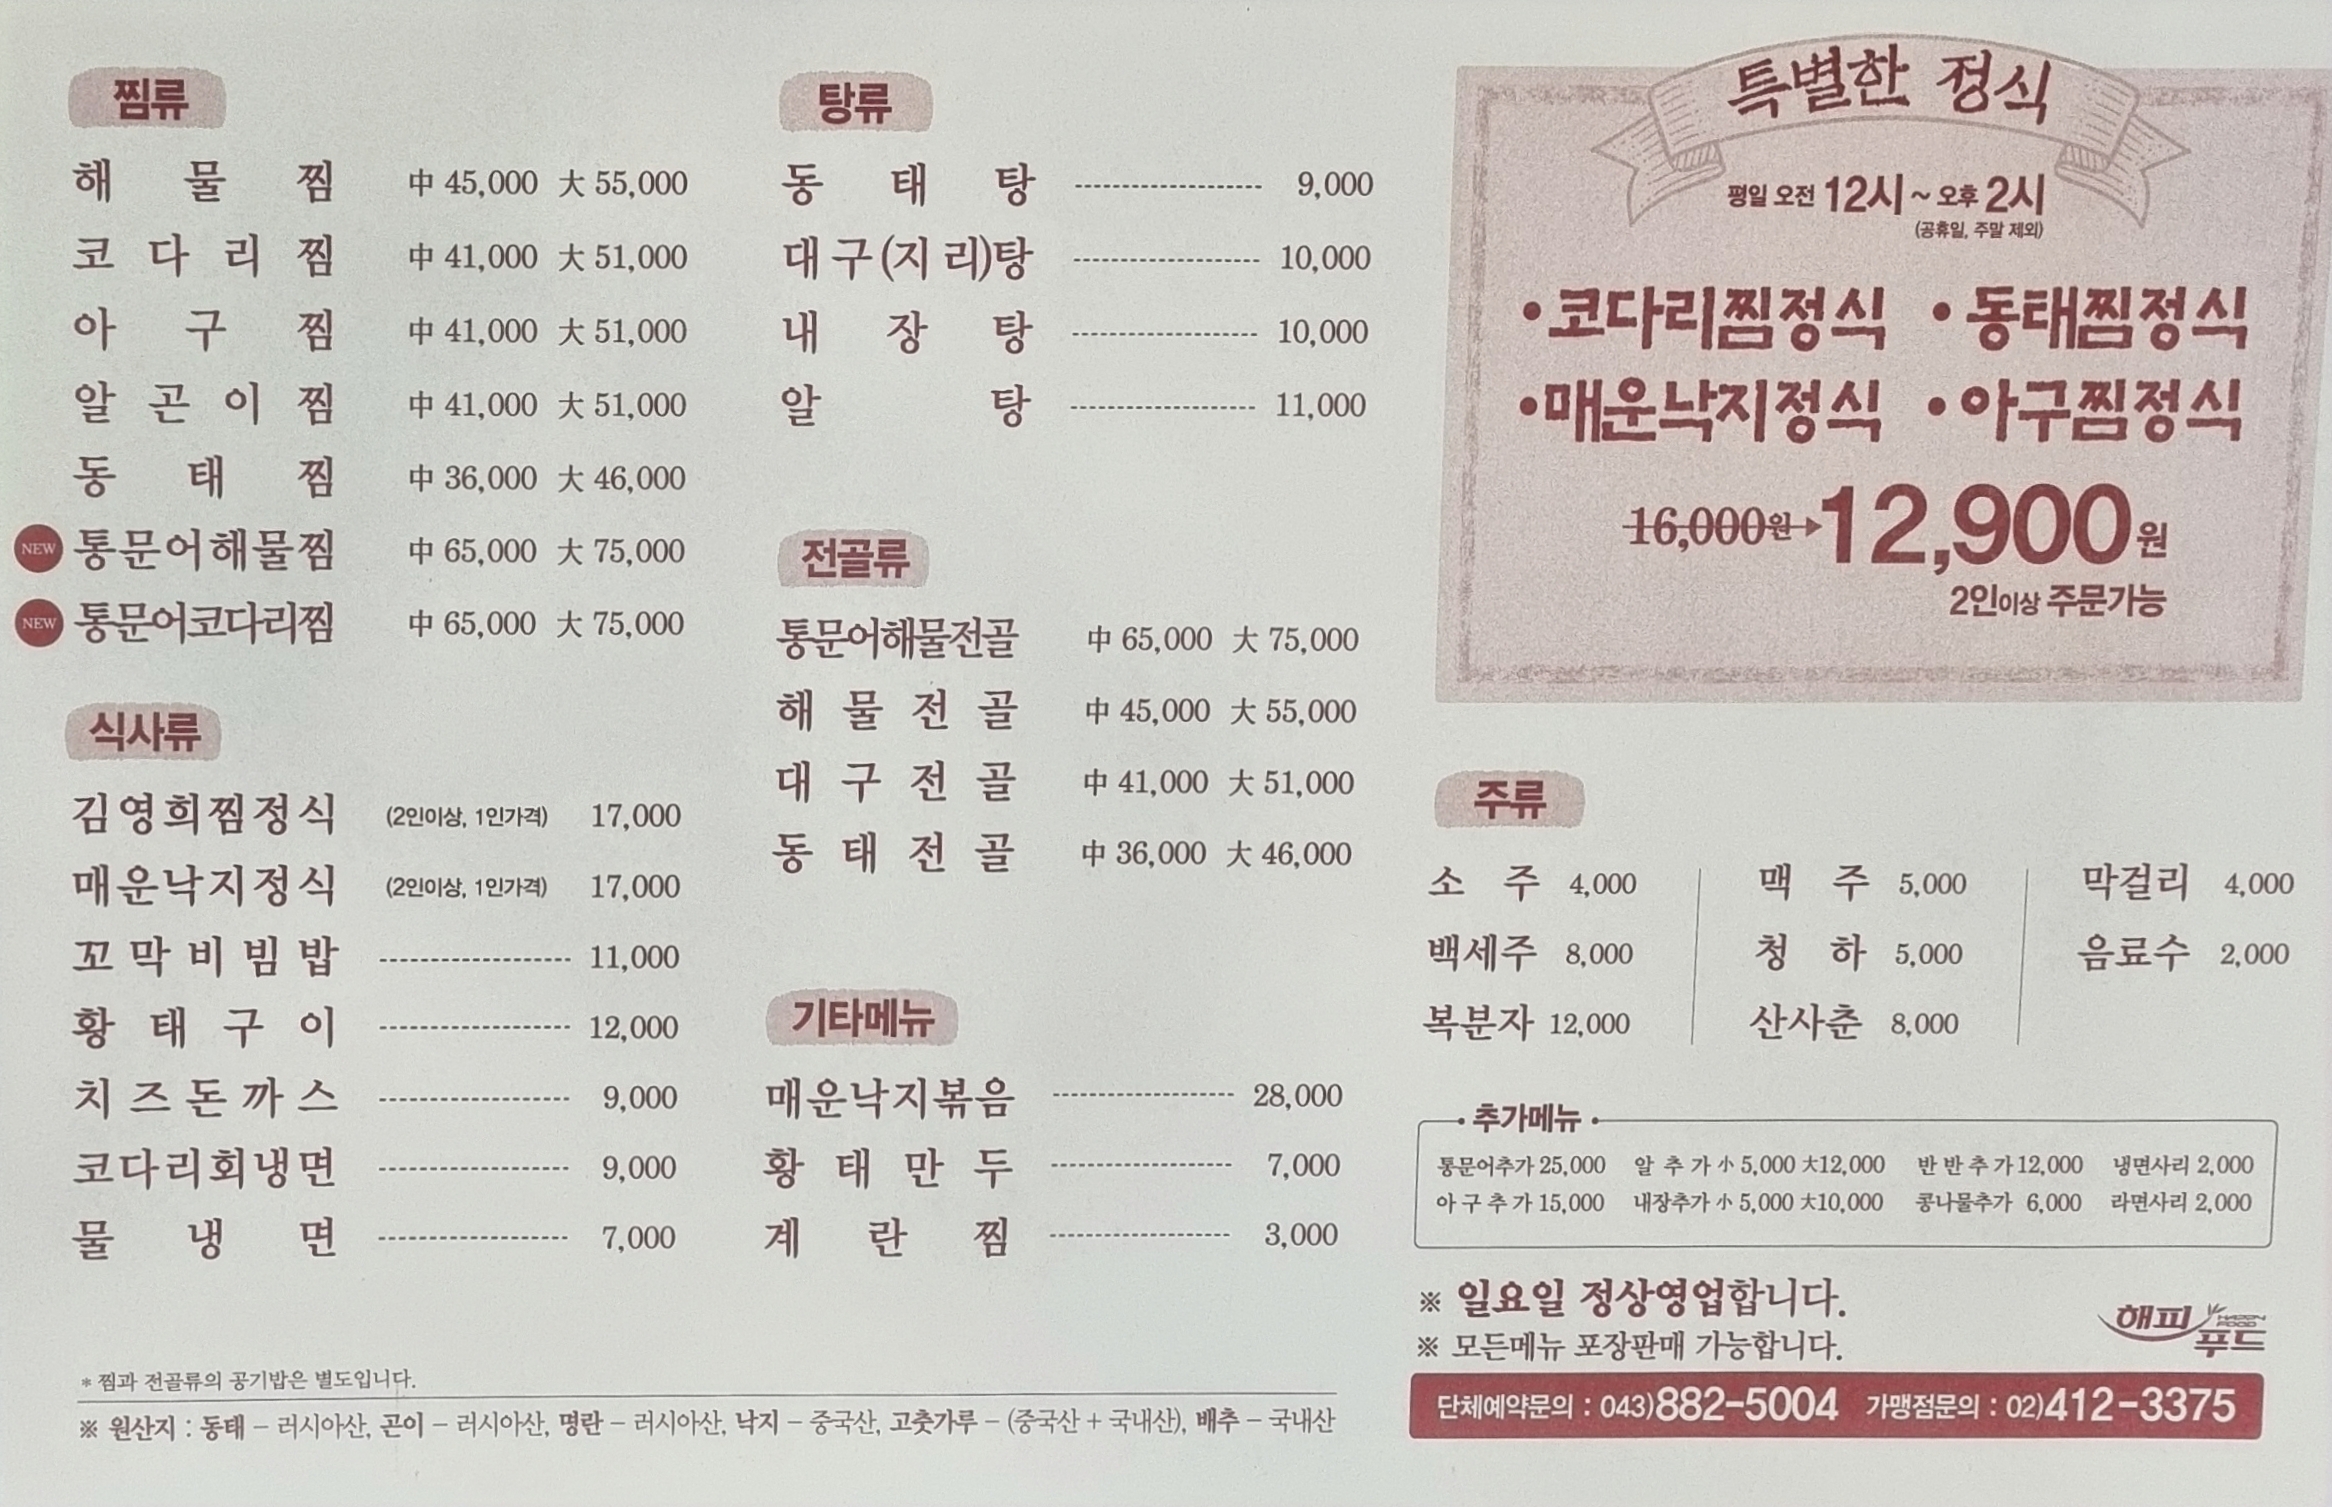 찜류
해물찜 中 45,000 大 55,000
코다리찜 中 41,000 大 51,000
아구찜 中 41,000 大 51,000
알곤이찜 中 41,000 大 51,000
동태찜 中 36,000 大 46,000
NEW 통문어해물찜 中 65,000 大 75,000
NEW 통문어코다리찜 中 65,000 大 75,000
식사류
김영희찜정식 (2인이상, 1인가격) 17,000
매운낙지정식 (2인이상, 1인가격) 17,000
꼬막비빔밥 11,000
황태구이 12,000
치즈돈까스 9,000
코다리회냉면 9,000
물냉면 7,000
탕류
동태탕 9,000
대구(지리)탕 10,000
내장탕 10,000
알탕 11,000
전골류
통문어해물전골 中 65,000 大 75,000
해물전골 中 45,000 大 55,000
대구전골 中 41,000 大 51,000
동태전골 中 36,000 大 46,000
기타메뉴
매운낙지볶음 28,000
황태만두 7,000
계란찜 3,000
* 찜과 전골류의 공기밥은 별도입니다.
※ 원산지 : 동태 – 러시아산, 곤이 – 러시아산, 명란 – 러시아산, 낙지 – 중국산, 고춧가루 – (중국산 + 국내산), 배추 – 국내산
특별한 정식
평일 오전 12시 ~ 오후 2시
(공휴일, 주말 제외)
• 코다리찜정식 • 동태찜정식
• 매운낙지정식 • 아구찜정식
16,000원 → 12,900원
2인이상 주문가능
주류
소주 4,000 맥주 5,000 막걸리 4,000
백세주 8,000 청하 5,000 음료수 2,000
복분자 12,000 산사춘 8,000
추가메뉴
통문어추가 25,000 알추가 小 5,000 大12,000 반반추가 12,000 냉면사리 2,000
아구추가 15,000 내장추가 小 5,000 大10,000 콩나물추가 6,000 라면사리 2,000
※ 일요일 정상영업합니다.
※ 모든메뉴 포장판매 가능합니다.
해피푸드
단체예약문의 : 043)882-5004 가맹점문의 : 02)412-3375